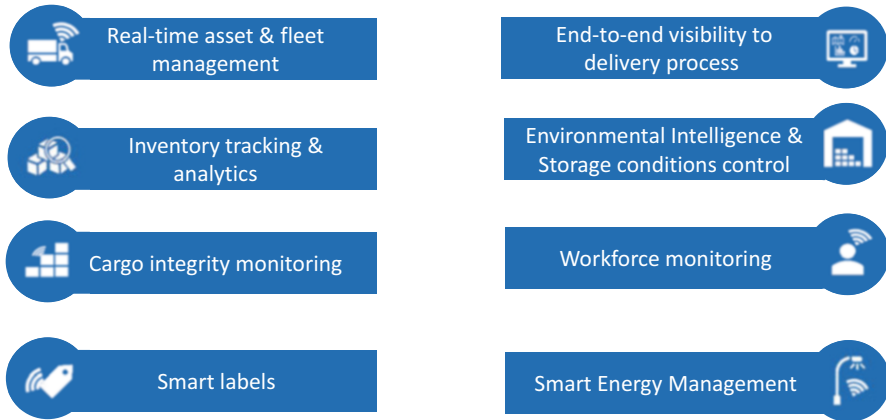 Real-time asset & fleet
management
Inventory tracking &
analytics
Cargo integrity monitoring
Smart labels
End-to-end visibility to
delivery process
Environmental Intelligence &
Storage conditions control
Workforce monitoring
Smart Energy Management